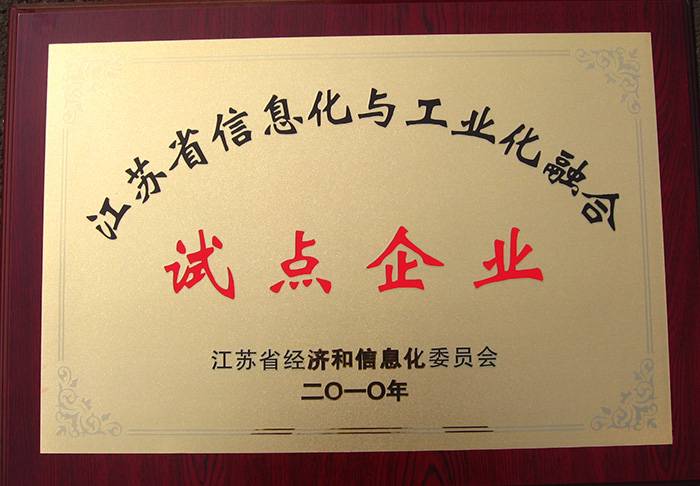 江苏省信息化与工业化融合
试点企业
江苏省经济和信息化委员会
二〇一〇年